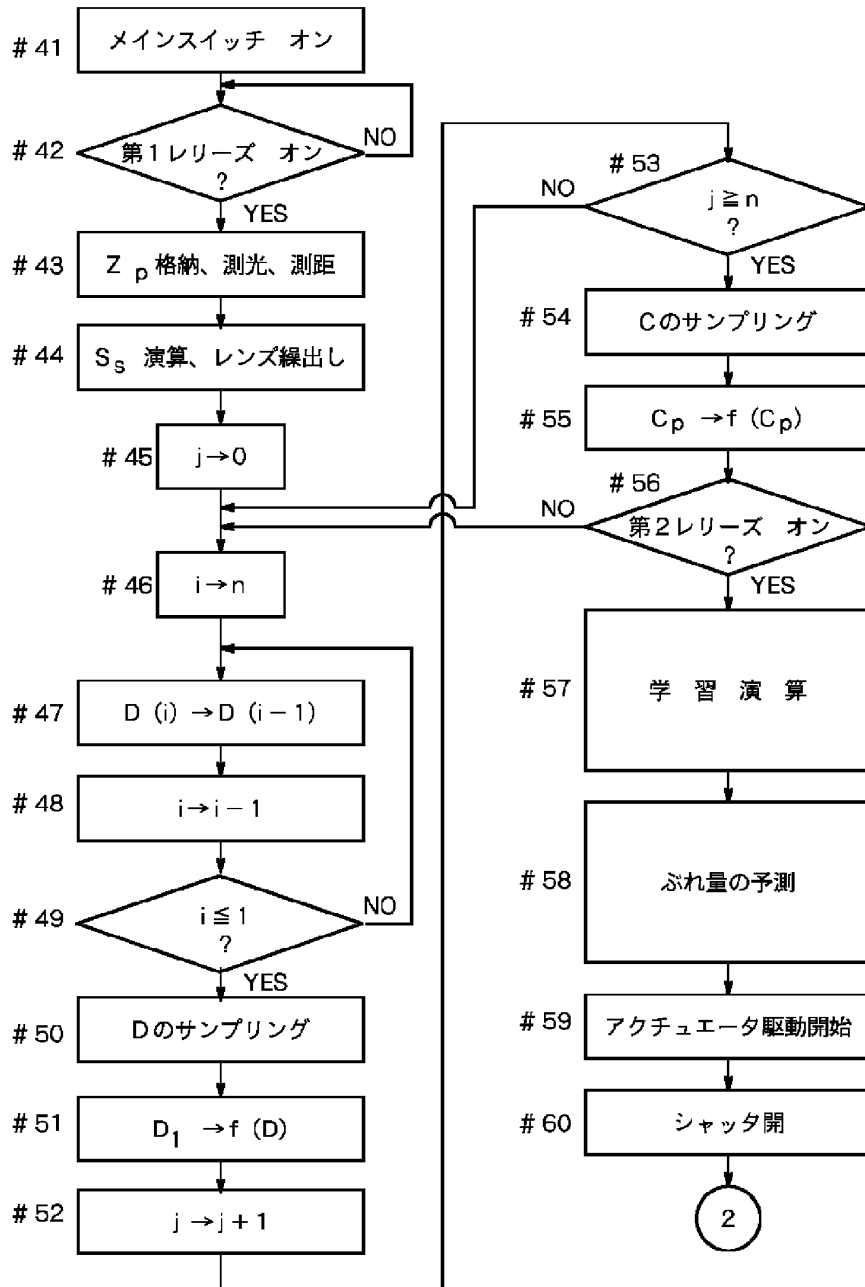 #41
メインスイッチ オン
#42
第1レリーズ オン
?
NO
YES
#43
Zp格納、測光、測距
#44
Ss 演算、レンズ繰出し
#45
j→0
#46
i→n
#47
D(i)→D(i-1)
#48
i→i-1
#49
i≦1
?
NO
YES
#50
Dのサンプリング
#51
D1→f(D)
#52
j→j+1
#53
j≧n
?
NO
YES
#54
Cのサンプリング
#55
Cp→f(Cp)
#56
第2レリーズ オン
?
NO
YES
#57
学習演算
#58
ぶれ量の予測
#59
アクチュエータ駆動開始
#60
シャッタ開
2